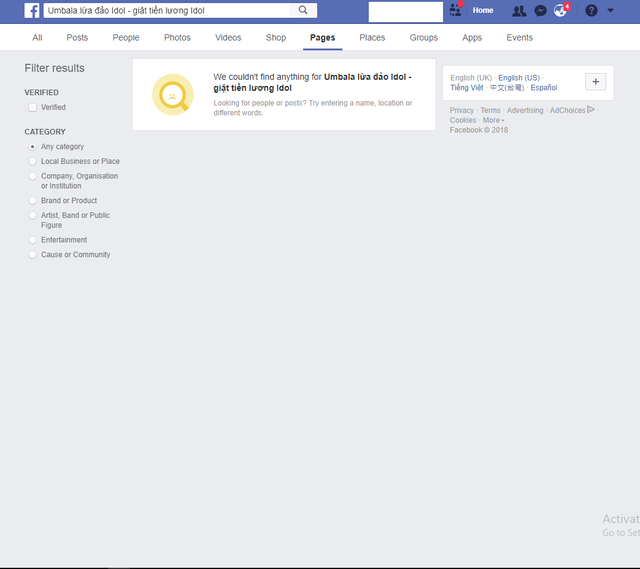 f
Umbala lừa đảo Idol - giật tiền lương Idol
Home
4
?
All
Posts
People
Photos
Videos
Shop
Pages
Places
Groups
Apps
Events
Filter results
VERIFIED
Verified
CATEGORY
Any category
Local Business or Place
Company, Organisation
or Institution
Brand or Product
Artist, Band or Public
Figure
Entertainment
Cause or Community
We couldn't find anything for Umbala lừa đảo Idol -
giật tiền lương Idol
Looking for people or posts? Try entering a name, location or
different words.
English (UK) · English (US) ·
Tiếng Việt · 中文(台灣) · Español
+
Privacy · Terms · Advertising · AdChoices ·
Cookies · More
Facebook © 2018
Activat
Go to Set